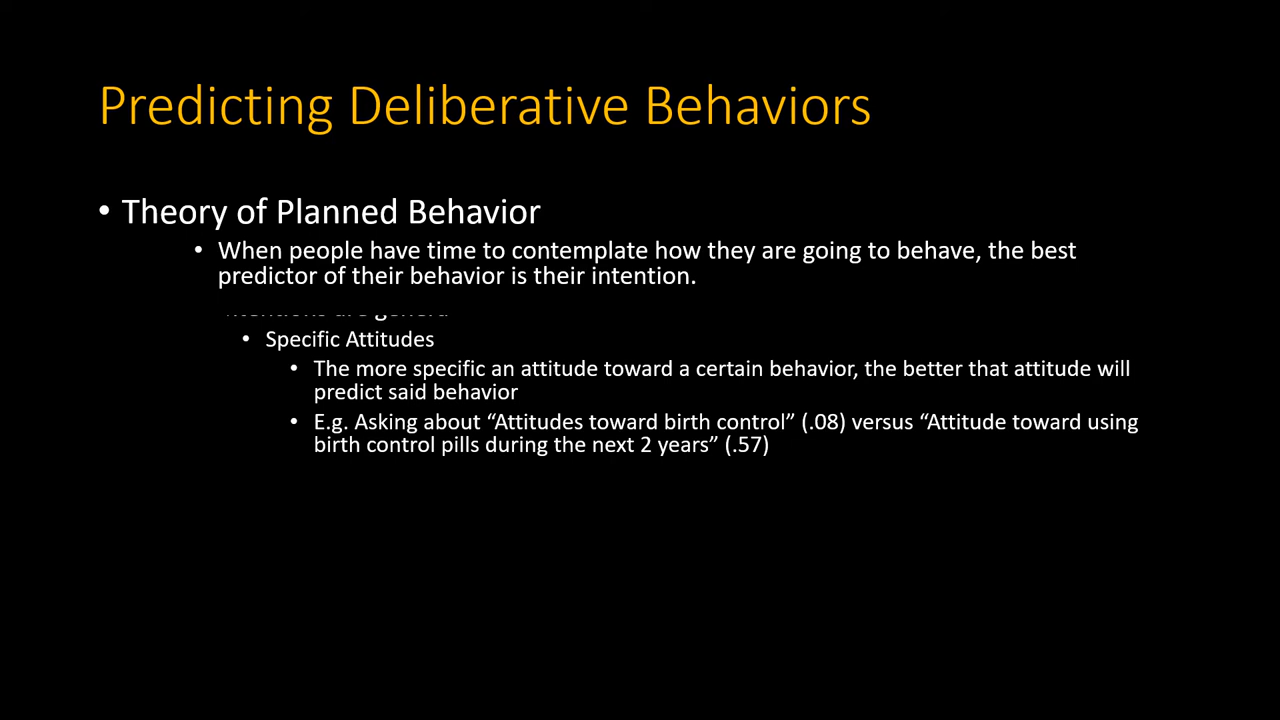 Predicting Deliberative Behaviors
• Theory of Planned Behavior
• When people have time to contemplate how they are going to behave, the best
predictor of their behavior is their intention.
• Specific Attitudes
• The more specific an attitude toward a certain behavior, the better that attitude will
predict said behavior
• E.g. Asking about “Attitudes toward birth control” (.08) versus “Attitude toward using
birth control pills during the next 2 years” (.57)